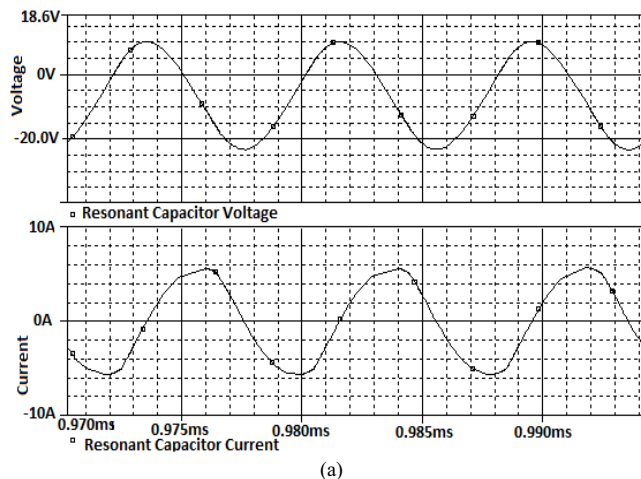 18.6V
0V
-20.0V
Voltage
Resonant Capacitor Voltage
10A
0A
-10A
Current
0.970ms 0.975ms 0.980ms 0.985ms 0.990ms
Resonant Capacitor Current
(a)